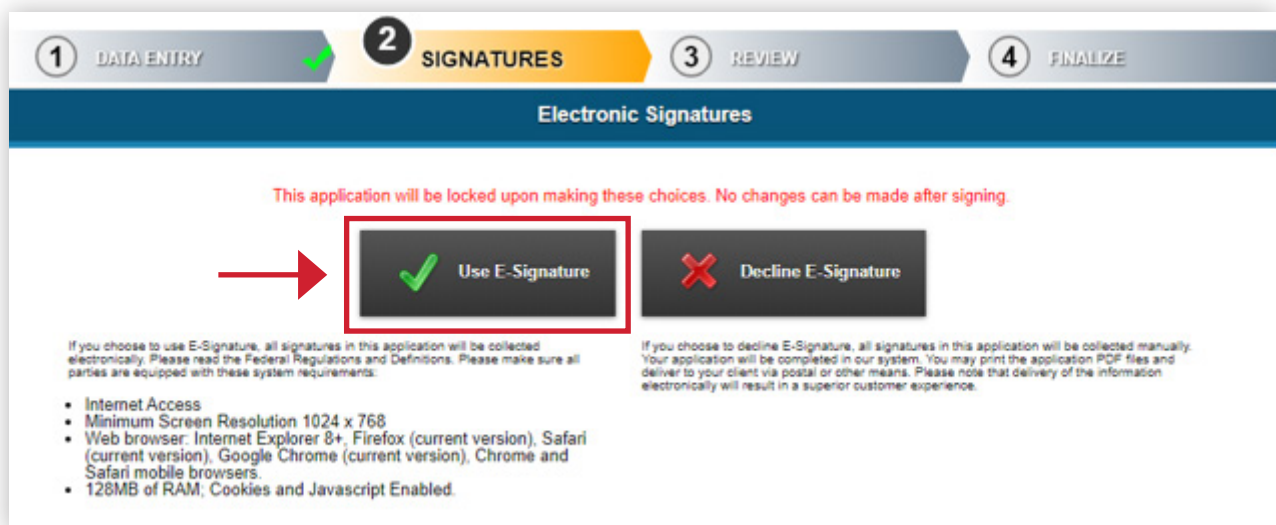 1 DATA ENTRY 2 SIGNATURES 3 REVIEW 4 FINALIZE
Electronic Signatures
This application will be locked upon making these choices. No changes can be made after signing.
Use E-Signature
Decline E-Signature
If you choose to use E-Signature, all signatures in this application will be collected
electronically. Please read the Federal Regulations and Definitions. Please make sure all
parties are equipped with these system requirements:
• Internet Access
• Minimum Screen Resolution 1024 x 768
• Web browser: Internet Explorer 8+, Firefox (current version), Safari
(current version), Google Chrome (current version), Chrome and
Safari mobile browsers.
• 128MB of RAM; Cookies and Javascript Enabled.
If you choose to decline E-Signature, all signatures in this application will be collected manually.
Your application will be completed in our system. You may print the application PDF files and
deliver to your client via postal or other means. Please note that delivery of the information
electronically will result in a superior customer experience.